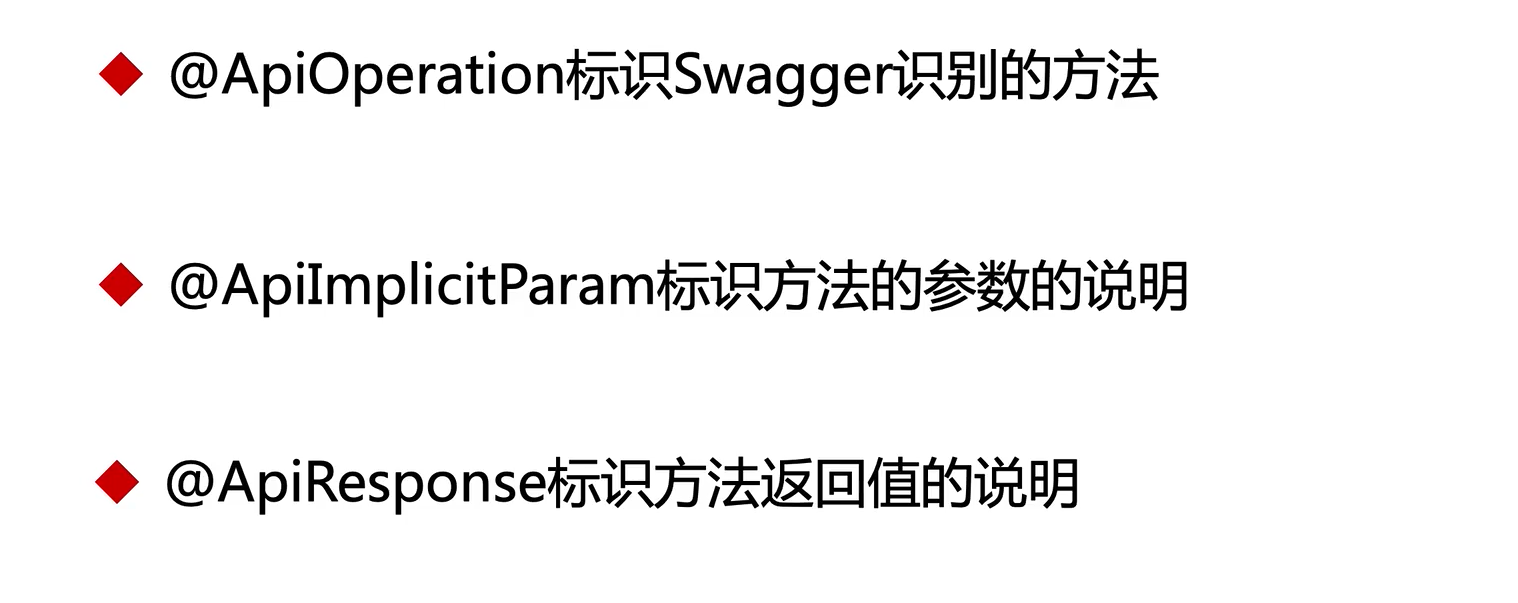 @ApiOperation标识Swagger识别的方法
@ApiImplicitParam标识方法的参数的说明
@ApiResponse标识方法返回值的说明